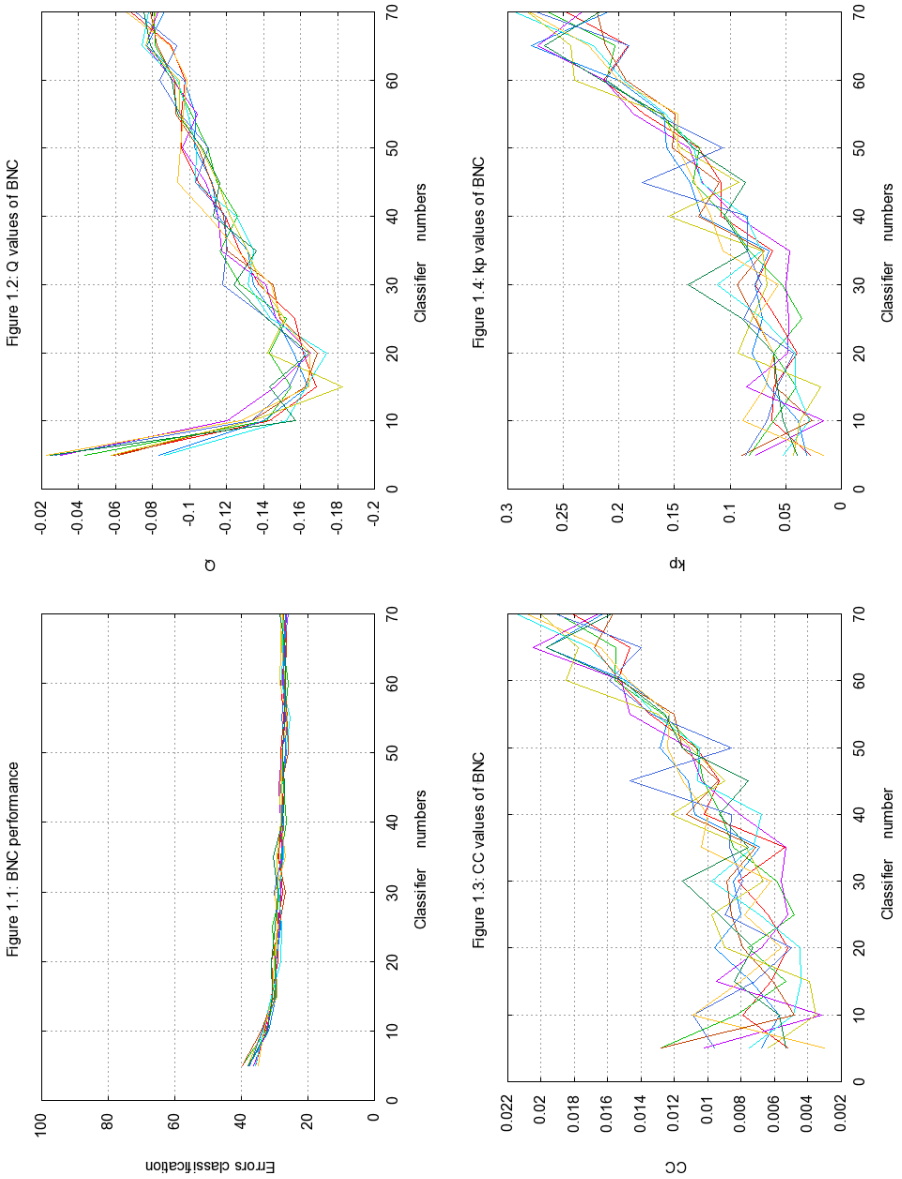 Figure 1.1: BNC performance
Errors classification
100
80
60
40
20
0
0 10 20 30 40 50 60 70
Classifier numbers
Figure 1.2: Q values of BNC
Q
-0.02
-0.04
-0.06
-0.08
-0.1
-0.12
-0.14
-0.16
-0.18
-0.2
0 10 20 30 40 50 60 70
Classifier numbers
Figure 1.3: CC values of BNC
CC
0.022
0.02
0.018
0.016
0.014
0.012
0.01
0.008
0.006
0.004
0.002
0 10 20 30 40 50 60 70
Classifier number
Figure 1.4: kp values of BNC
kp
0.3
0.25
0.2
0.15
0.1
0.05
0
0 10 20 30 40 50 60 70
Classifier numbers